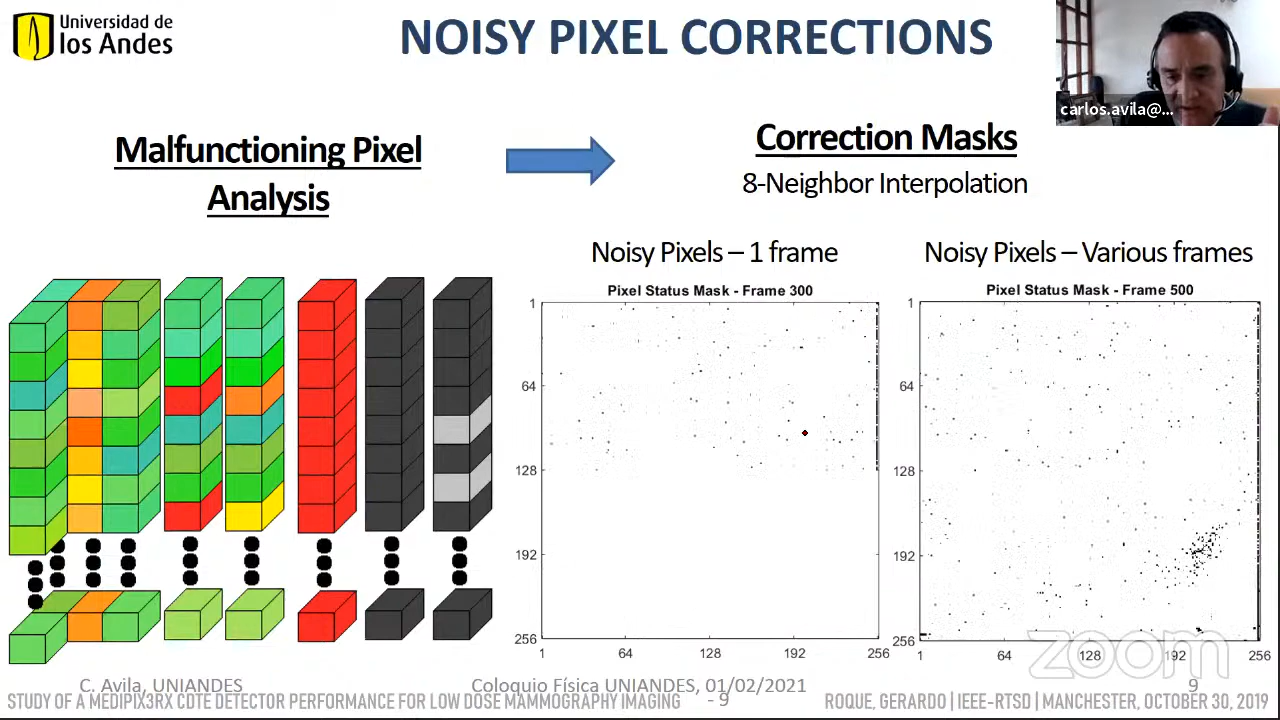 Universidad de
los Andes
NOISY PIXEL CORRECTIONS
carlos.avila@...
Malfunctioning Pixel
Analysis
Correction Masks
8-Neighbor Interpolation
Noisy Pixels – 1 frame
Noisy Pixels – Various frames
Pixel Status Mask - Frame 300
1
64
128
192
256
1
64
128
192
256
Pixel Status Mask - Frame 500
1
64
128
192
256
1
64
128
192
256
zoom
C. Avila, UNIANDES
Coloquio Física UNIANDES, 01/02/2021
9
STUDY OF A MEDIPIX3RX CDTE DETECTOR PERFORMANCE FOR LOW DOSE MAMMOGRAPHY IMAGING
- 9
ROQUE, GERARDO | IEEE-RTSD | MANCHESTER, OCTOBER 30, 2019